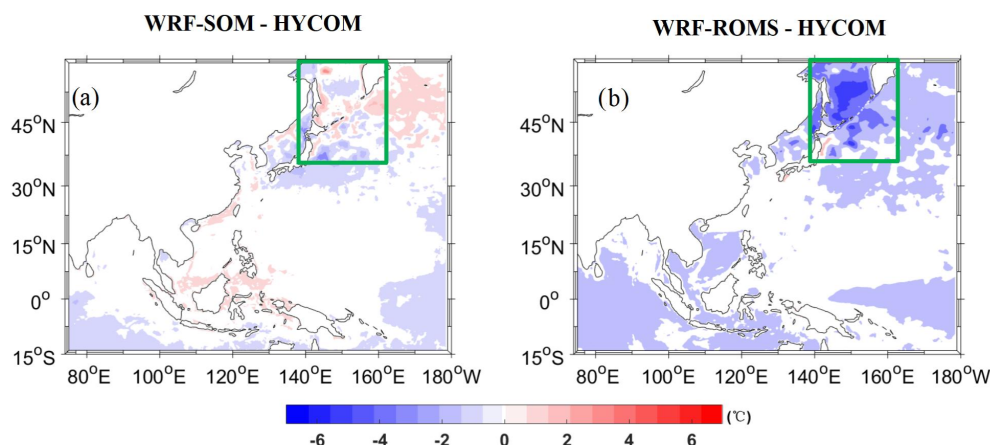 WRF-SOM - HYCOM
WRF-ROMS - HYCOM
(a)
(b)
45°N
30°N
15°N
0°
15°S
80°E
100°E
120°E
140°E
160°E
180°W
45°N
30°N
15°N
0°
15°S
80°E
100°E
120°E
140°E
160°E
180°W
-6
-4
-2
0
2
4
6
(℃)